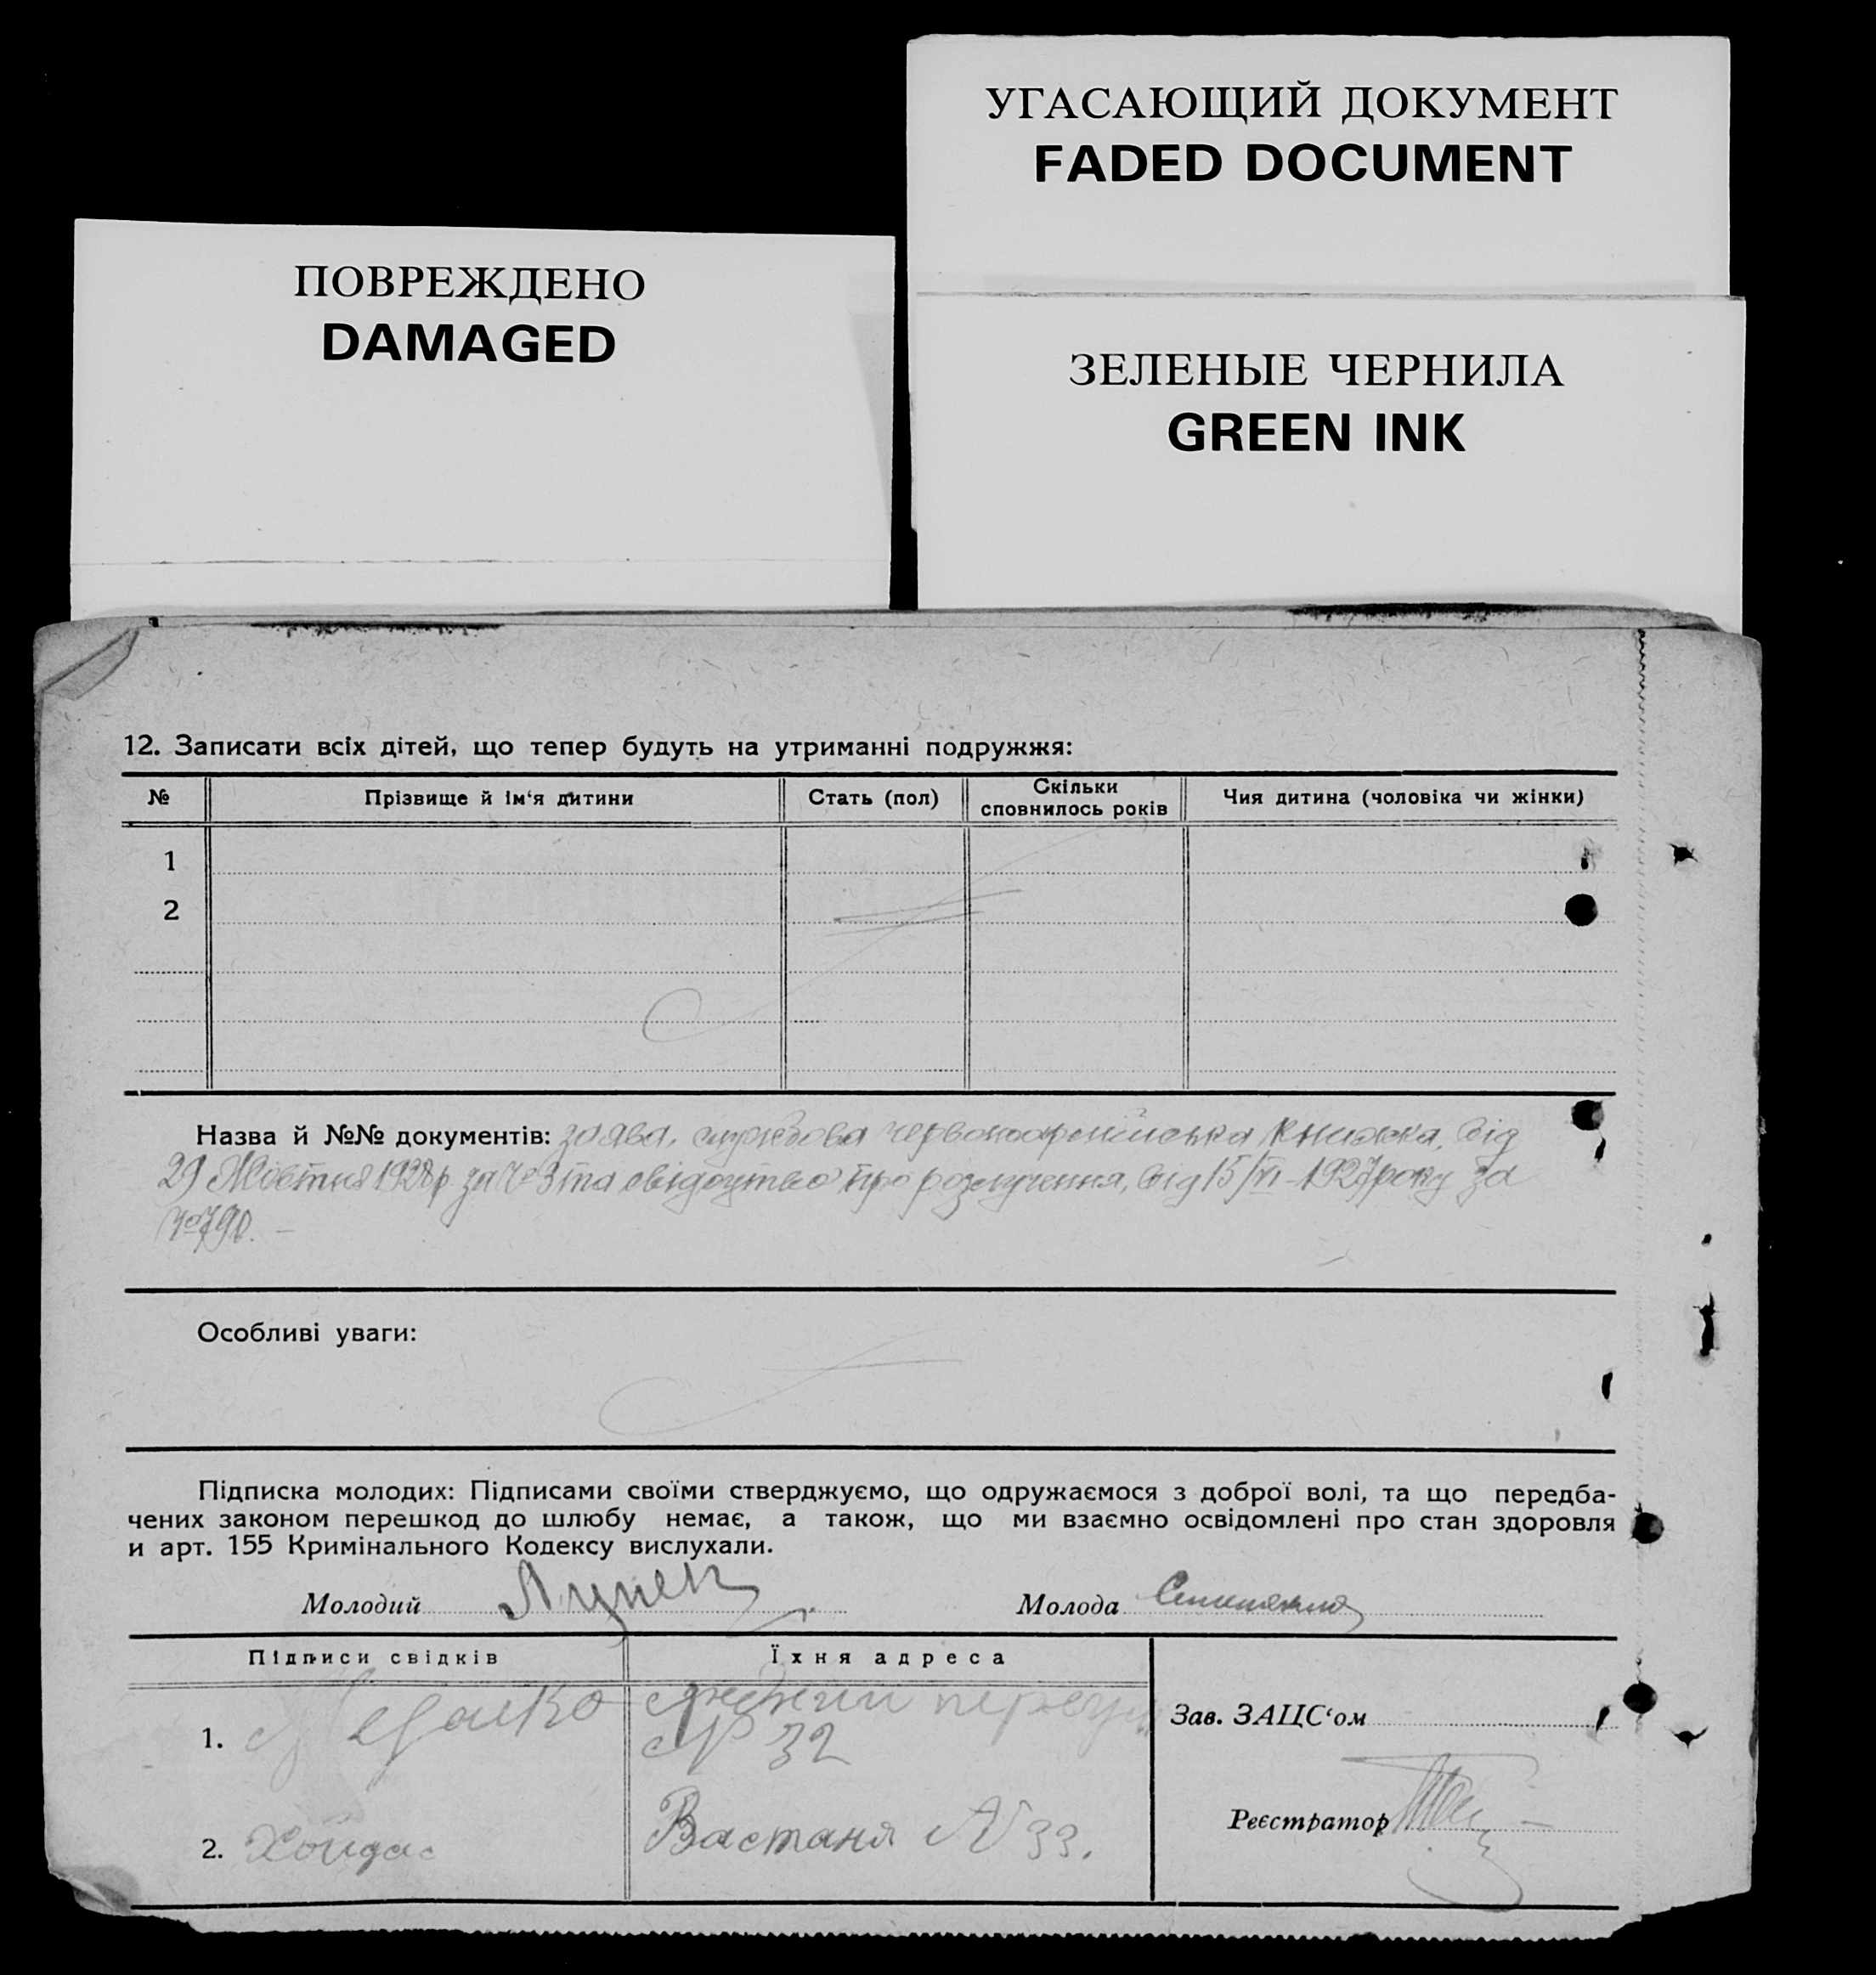 УГАСАЮЩИЙ ДОКУМЕНТ
FADED DOCUMENT
ПОВРЕЖДЕНО
DAMAGED
ЗЕЛЕНЫЕ ЧЕРНИЛА
GREEN INK
12. Записати всіх дітей, що тепер будуть на утриманні подружжя:
№ Прізвище й ім‘я дитини Стать (пол) Скільки сповнилось років Чия дитина (чоловіка чи жінки)
1
2
Назва й №№ документів: заява, службова червоноармійська книжка, від
29 Жовтня 1928р за № 3 та свідоцтво про розлучення, від 15/VI-1927року за
№790. –
Особливі уваги:
Підписка молодих: Підписами своїми стверджуємо, що одружаємося з доброї волі, та що передба-
чених законом перешкод до шлюбу немає, а також, що ми взаємно освідомлені про стан здоровля
и арт. 155 Кримінального Кодексу вислухали.
Молодий Молода
Підписи свідків Їхня адреса
Зав. ЗАЦС‘ом
1. № 32
Реєстратор
2. Хойда Вастаня № 33.